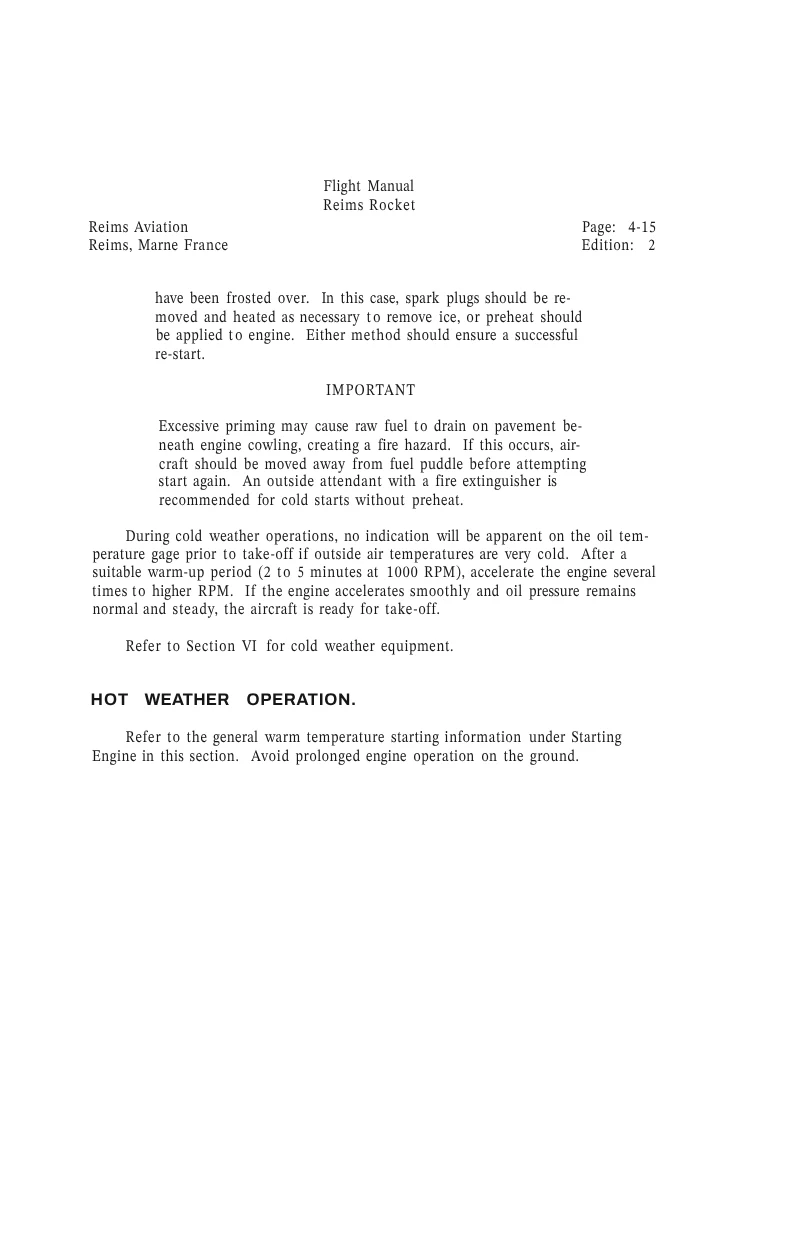 Flight Manual
Reims Rocket
Reims Aviation Page: 4-15
Reims, Marne France Edition: 2
have been frosted over. In this case, spark plugs should be re-
moved and heated as necessary to remove ice, or preheat should
be applied to engine. Either method should ensure a successful
re-start.
IMPORTANT
Excessive priming may cause raw fuel to drain on pavement be-
neath engine cowling, creating a fire hazard. If this occurs, air-
craft should be moved away from fuel puddle before attempting
start again. An outside attendant with a fire extinguisher is
recommended for cold starts without preheat.
During cold weather operations, no indication will be apparent on the oil tem-
perature gage prior to take-off if outside air temperatures are very cold. After a
suitable warm-up period (2 to 5 minutes at 1000 RPM), accelerate the engine several
times to higher RPM. If the engine accelerates smoothly and oil pressure remains
normal and steady, the aircraft is ready for take-off.
Refer to Section VI for cold weather equipment.
HOT WEATHER OPERATION.
Refer to the general warm temperature starting information under Starting
Engine in this section. Avoid prolonged engine operation on the ground.